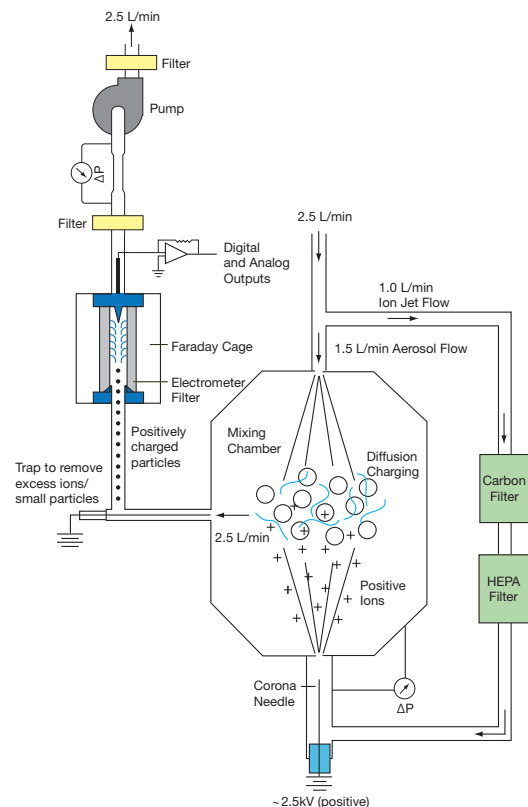 2.5 L/min
Filter
Pump
ΔP
Filter
2.5 L/min
Digital
and Analog
Outputs
1.0 L/min
Ion Jet Flow
Faraday Cage
1.5 L/min Aerosol Flow
Electrometer
Filter
Positively
charged
particles
Mixing
Chamber
Diffusion
Charging
Trap to remove
excess ions/
small particles
Carbon
Filter
2.5 L/min
+ + +
+ + + +
+ + +
+ +
+ +
+ +
+ +
+
Positive
Ions
HEPA
Filter
Corona
Needle
ΔP
~2.5kV (positive)